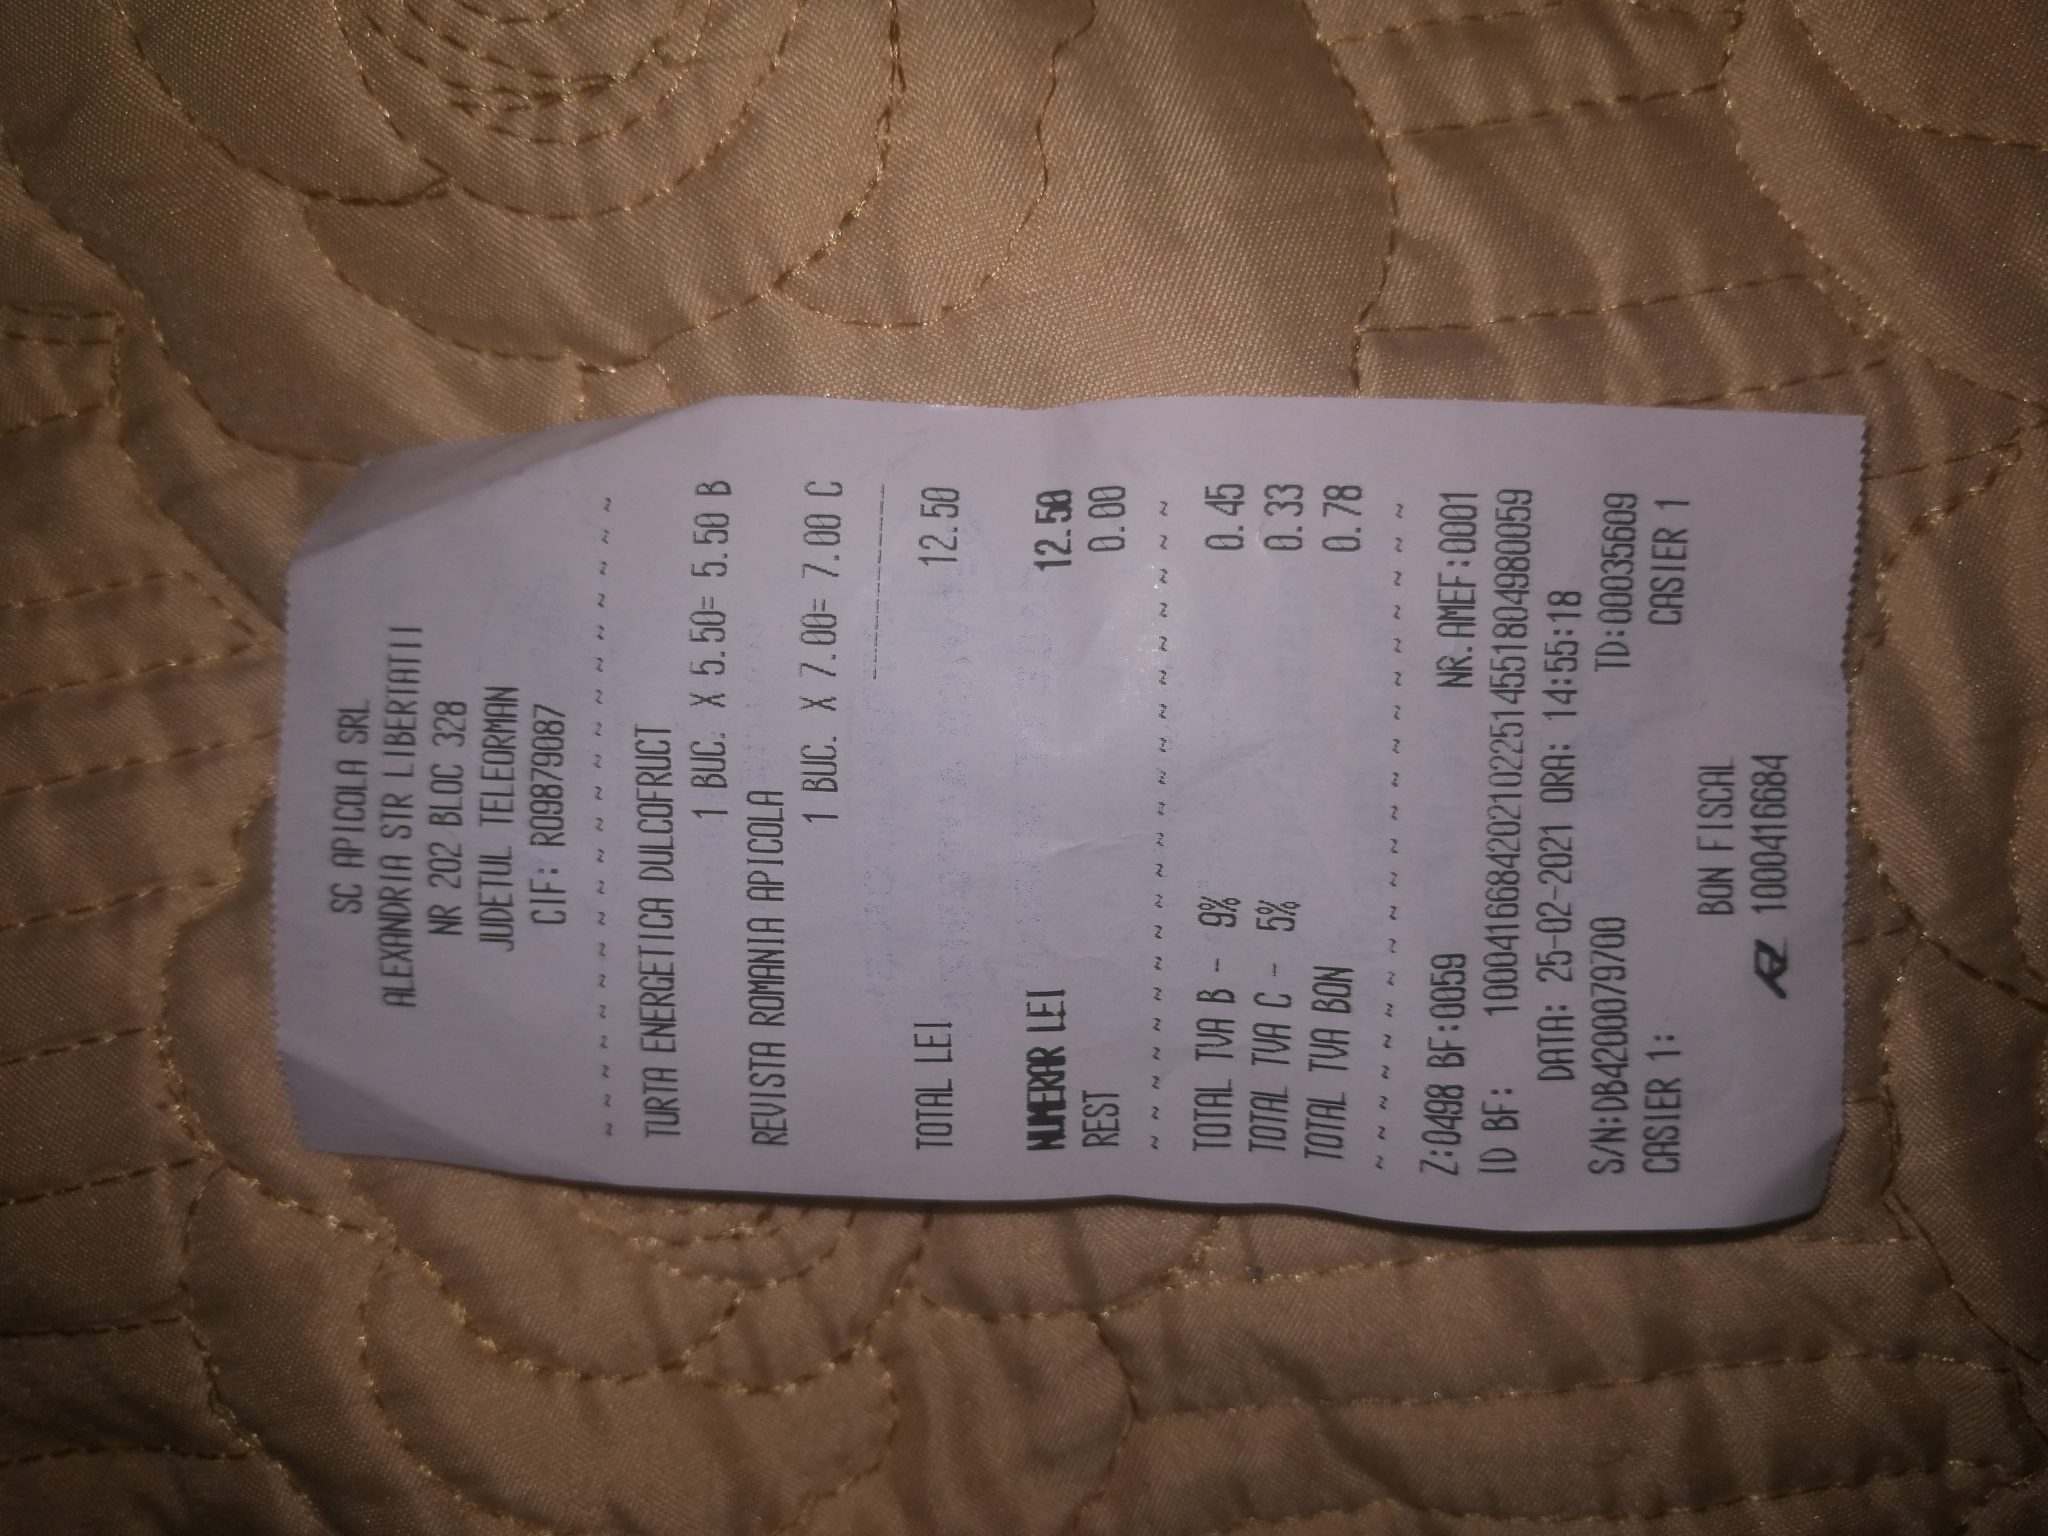 SC APICOLA SRL
ALEXANDRIA STR LIBERTATII
NR 202 BLOC 328
JUDETUL TELEORMAN
CIF: RO9879087
~ ~ ~ ~ ~ ~ ~ ~ ~ ~ ~ ~ ~ ~ ~
TURTA ENERGETICA DULCOFRUCT
1 BUC. X 5.50= 5.50 B
REVISTA ROMANIA APICOLA
1 BUC. X 7.00= 7.00 C
TOTAL LEI 12.50
NUMERAR LEI 12.50
REST 0.00
~ ~ ~ ~ ~ ~ ~ ~ ~ ~ ~ ~ ~ ~ ~
TOTAL TVA B - 9% 0.45
TOTAL TVA C - 5% 0.33
TOTAL TVA BON 0.78
~ ~ ~ ~ ~ ~ ~ ~ ~ ~ ~ ~ ~ ~ ~
Z:0498 BF:0059 NR.AMEF:0001
ID BF: 10004166842021022514551804980059
DATA: 25-02-2021 ORA: 14:55:18
S/N:DB4200079700 TD:00035609
CASIER 1: CASIER 1
BON FISCAL
1000416684